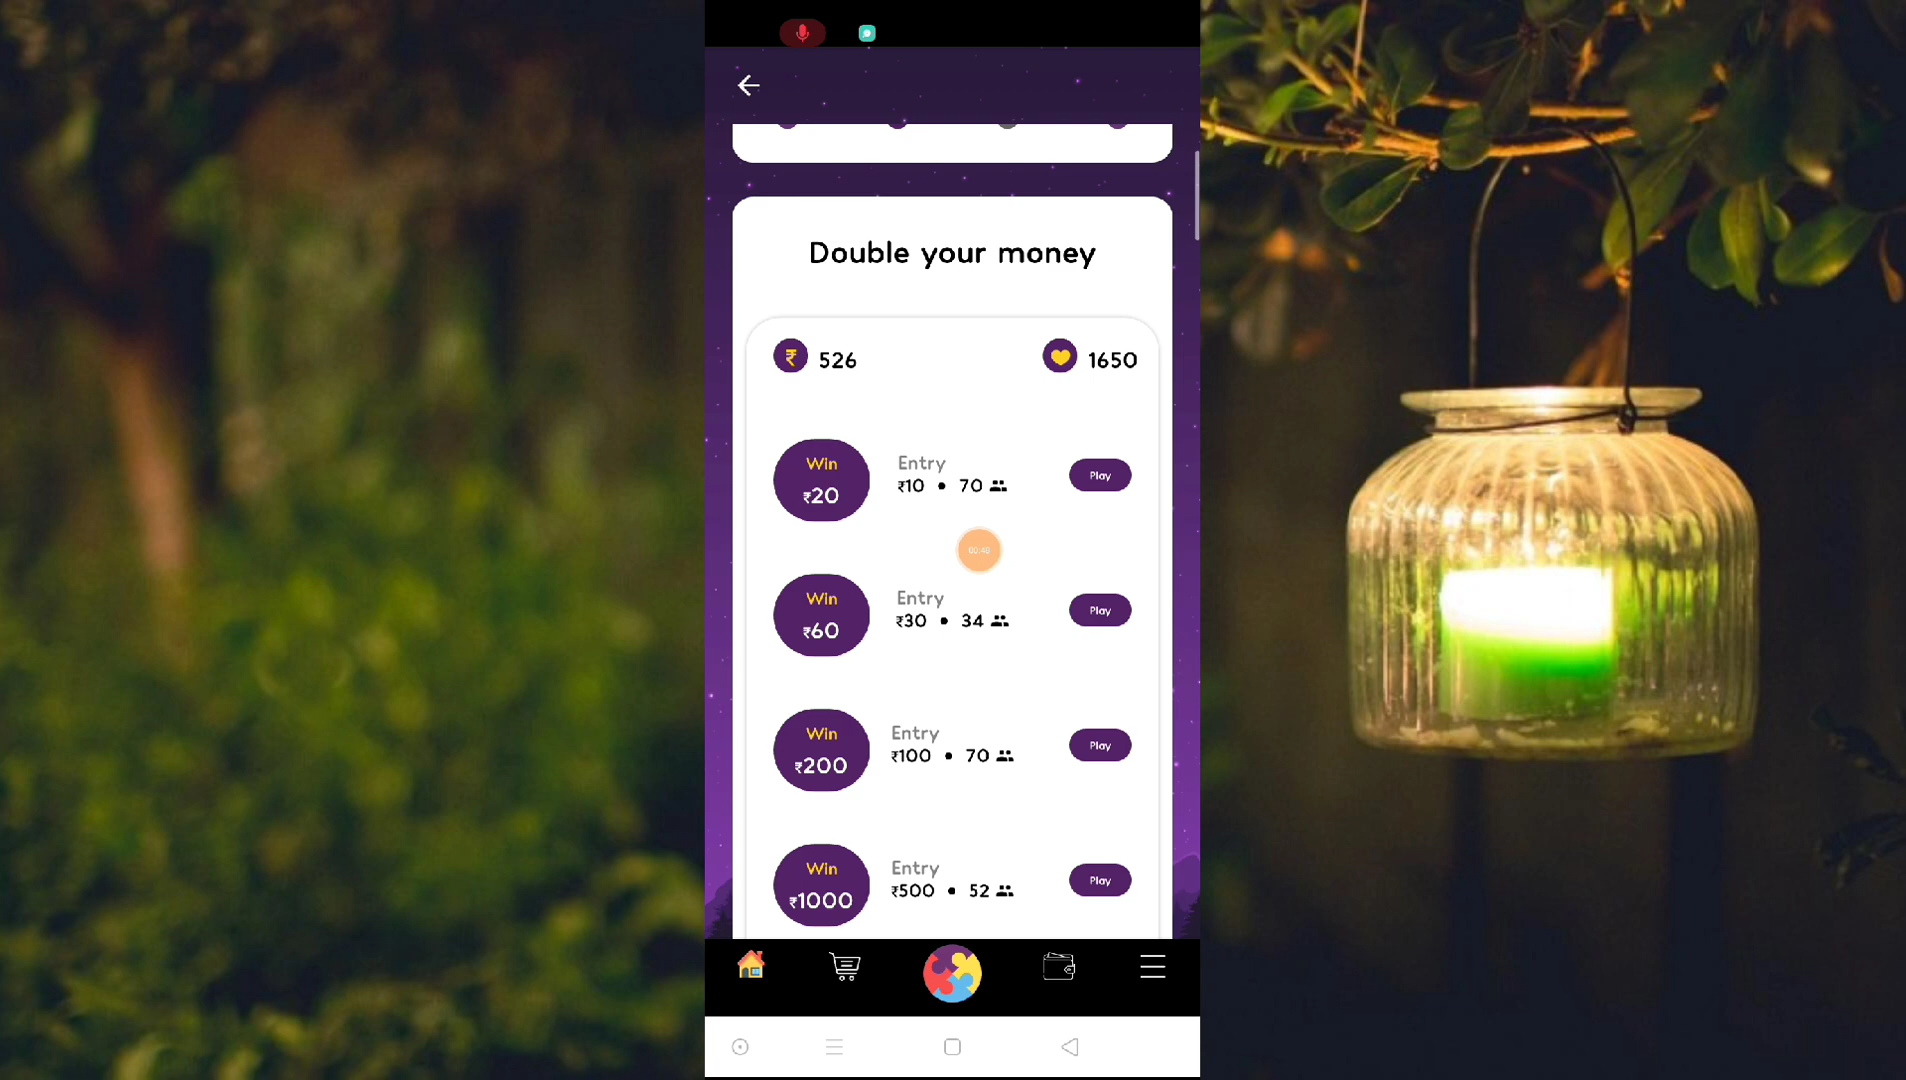 Double your money
₹ 526 1650
Win
₹20
Entry
₹10 • 70
Play
Win
₹60
Entry
₹30 • 34
Play
Win
₹200
Entry
₹100 • 70
Play
Win
₹1000
Entry
₹500 • 52
Play